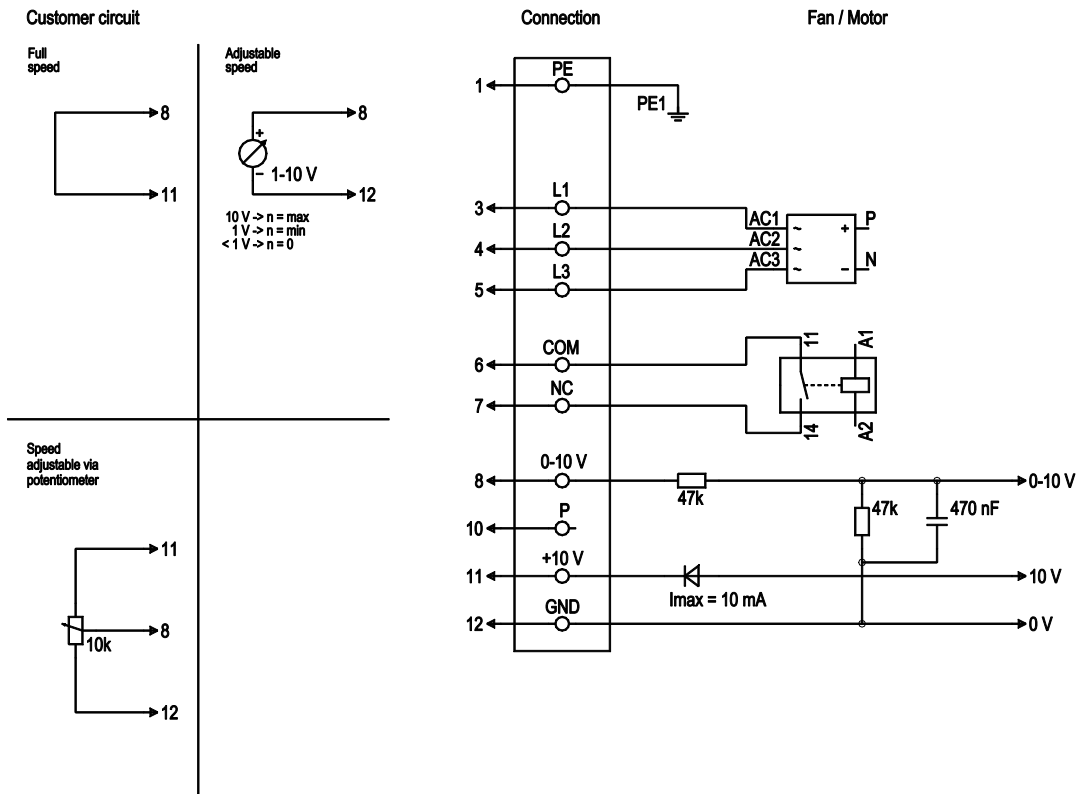 Customer circuit
Connection
Fan / Motor
Full
speed
8
11
Adjustable
speed
8
+
–
1-10 V
12
10 V -> n = max
1 V -> n = min
< 1 V -> n = 0
Speed
adjustable via
potentiometer
11
8
10k
12
1
PE
PE1
3
L1
4
L2
5
L3
AC1
AC2
AC3
~
~
~
+
–
P
N
6
COM
7
NC
11
14
A1
A2
8
0-10 V
47k
47k
470 nF
0-10 V
10
P
11
+10 V
Imax = 10 mA
10 V
12
GND
0 V